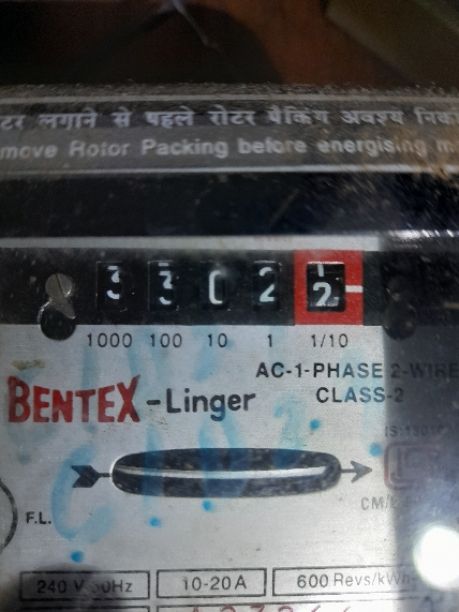 लगाने से पहले रोटर पैकिंग अवश्य
Rotor Packing before energising
3 3 0 2 2
1000 100 10 1 1/10
AC-1-PHASE 2-WIRE
BENTEX-Linger CLASS-2
F.L.
240 V 50Hz 10-20A 600 Revs/kWh